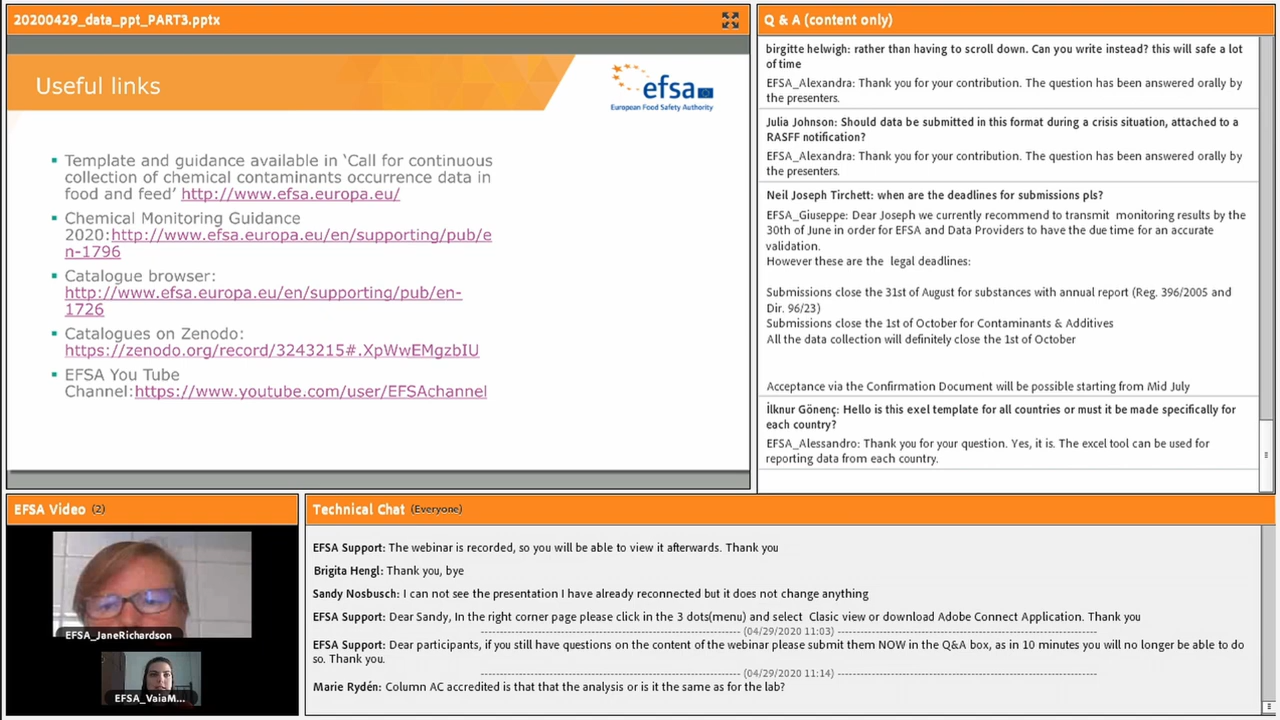 20200429_data_ppt_PART3.pptx
Useful links
efsa
European Food Safety Authority
Template and guidance available in ‘Call for continuous
collection of chemical contaminants occurrence data in
food and feed’ http://www.efsa.europa.eu/
Chemical Monitoring Guidance
2020:http://www.efsa.europa.eu/en/supporting/pub/e
n-1796
Catalogue browser:
http://www.efsa.europa.eu/en/supporting/pub/en-
1726
Catalogues on Zenodo:
https://zenodo.org/record/3243215#.XpWwEMgzbIU
EFSA You Tube
Channel:https://www.youtube.com/user/EFSAchannel
Q & A (content only)
birgitte helwigh: rather than having to scroll down. Can you write instead? this will safe a lot
of time
EFSA_Alexandra: Thank you for your contribution. The question has been answered orally by
the presenters.
Julia Johnson: Should data be submitted in this format during a crisis situation, attached to a
RASFF notification?
EFSA_Alexandra: Thank you for your contribution. The question has been answered orally by
the presenters.
Neil Joseph Tirchett: when are the deadlines for submissions pls?
EFSA_Giuseppe: Dear Joseph we currently recommend to transmit monitoring results by the
30th of June in order for EFSA and Data Providers to have the due time for an accurate
validation.
However these are the legal deadlines:
Submissions close the 31st of August for substances with annual report (Reg. 396/2005 and
Dir. 96/23)
Submissions close the 1st of October for Contaminants & Additives
All the data collection will definitely close the 1st of October
Acceptance via the Confirmation Document will be possible starting from Mid July
İlknur Gönenç: Hello is this exel template for all countries or must it be made specifically for
each country?
EFSA_Alessandro: Thank you for your question. Yes, it is. The excel tool can be used for
reporting data from each country.
EFSA Video (2)
EFSA_JaneRichardson
EFSA_VaiaM...
Technical Chat (Everyone)
EFSA Support: The webinar is recorded, so you will be able to view it afterwards. Thank you
Brigita Hengl: Thank you, bye
Sandy Nosbusch: I can not see the presentation I have already reconnected but it does not change anything
EFSA Support: Dear Sandy, In the right corner page please click in the 3 dots(menu) and select Clasic view or download Adobe Connect Application. Thank you
(04/29/2020 11:03)
EFSA Support: Dear participants, if you still have questions on the content of the webinar please submit them NOW in the Q&A box, as in 10 minutes you will no longer be able to do
so. Thank you.
(04/29/2020 11:14)
Marie Rydén: Column AC accredited is that that the analysis or is it the same as for the lab?